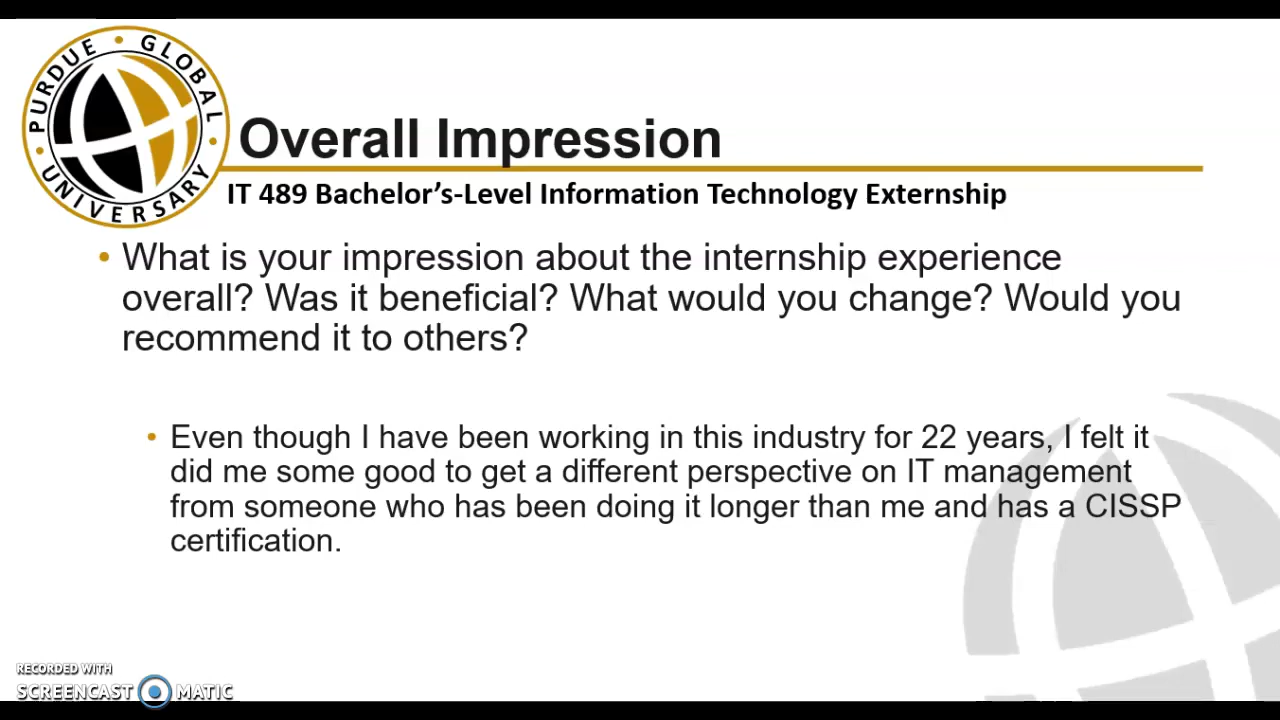 PURDUE • GLOBAL
• UNIVERSARY •
Overall Impression
IT 489 Bachelor's-Level Information Technology Externship
• What is your impression about the internship experience
overall? Was it beneficial? What would you change? Would you
recommend it to others?
• Even though I have been working in this industry for 22 years, I felt it
did me some good to get a different perspective on IT management
from someone who has been doing it longer than me and has a CISSP
certification.
RECORDED WITH
SCREENCAST MATIC